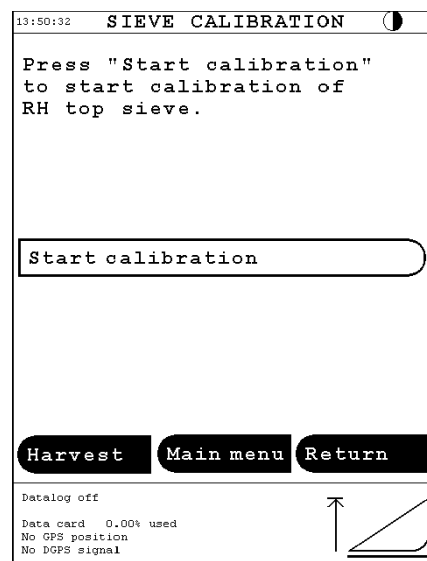 13:50:32 SIEVE CALIBRATION
Press "Start calibration"
to start calibration of
RH top sieve.
Start calibration
Harvest Main menu Return
Datalog off
Data card 0.00% used
No GPS position
No DGPS signal